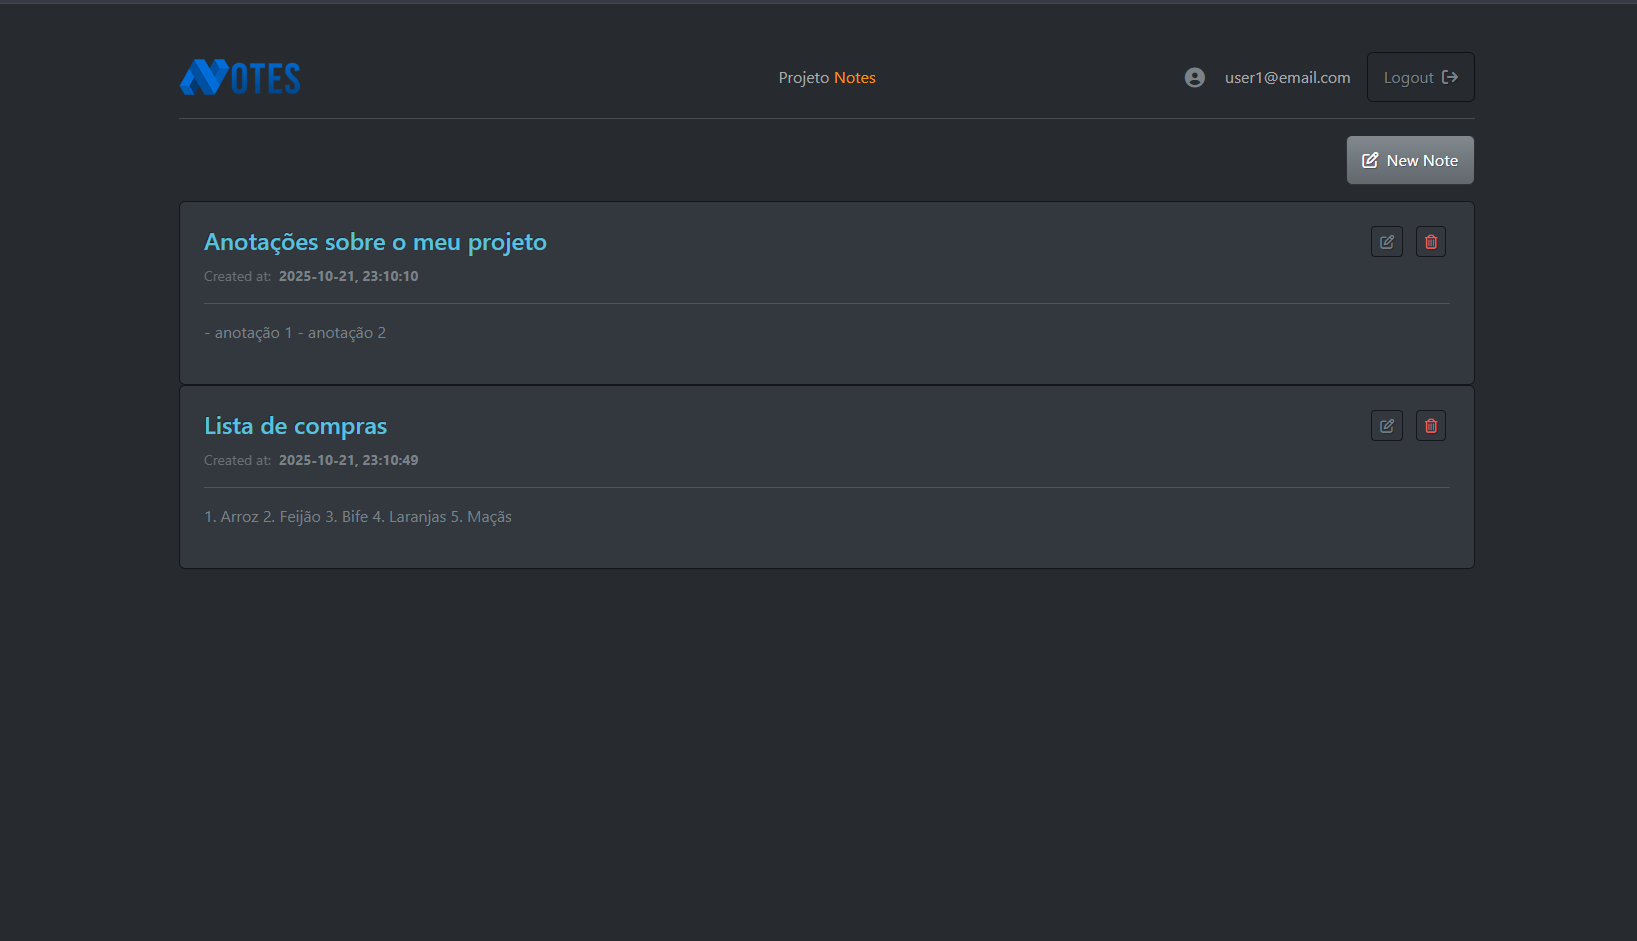 NOTES
Projeto Notes
user1@email.com
Logout
New Note
Anotações sobre o meu projeto
Created at: 2025-10-21, 23:10:10
- anotação 1 - anotação 2
Lista de compras
Created at: 2025-10-21, 23:10:49
1. Arroz 2. Feijão 3. Bife 4. Laranjas 5. Maçãs